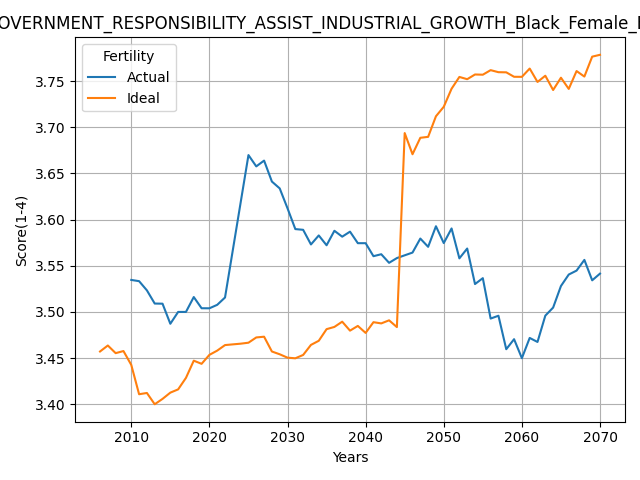 OVERNMENT_RESPONSIBILITY_ASSIST_INDUSTRIAL_GROWTH_Black_Female_
Fertility
Actual
Ideal
3.75
3.70
3.65
3.60
3.55
3.50
3.45
3.40
Score(1-4)
2010 2020 2030 2040 2050 2060 2070
Years